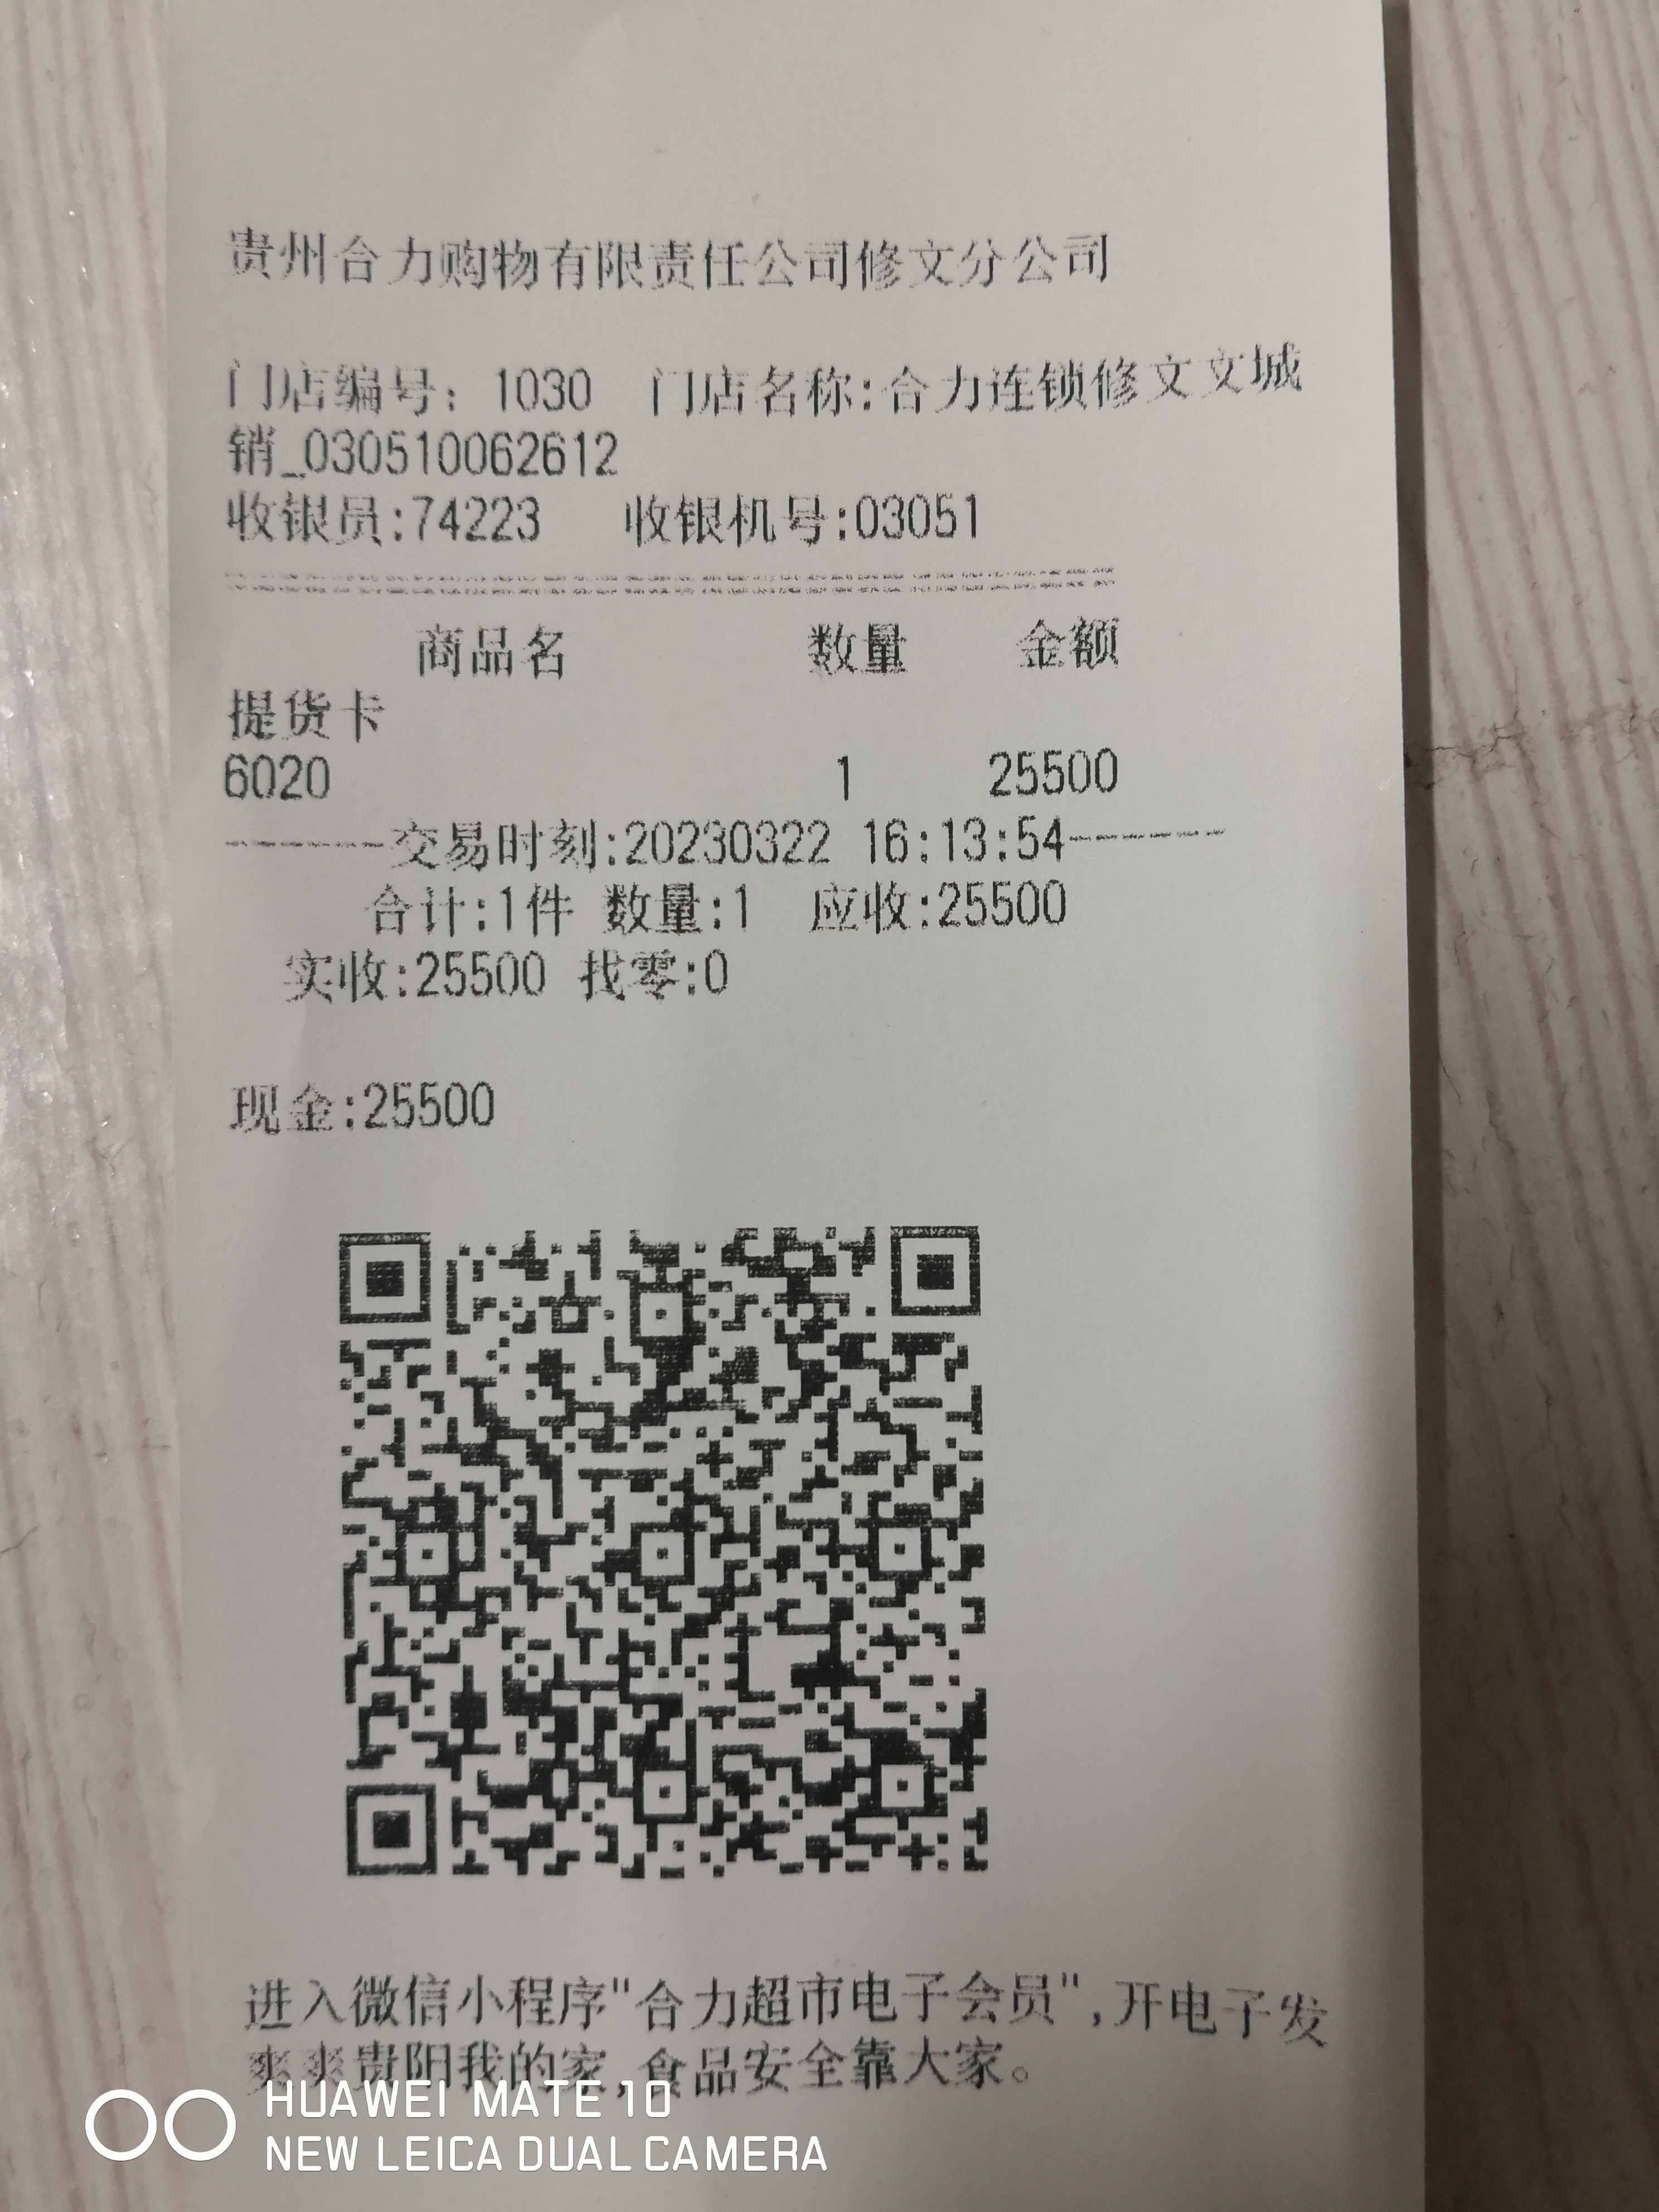 贵州合力购物有限责任公司修文分公司
门店编号: 1030 门店名称:合力连锁修文文城
销_030510062612
收银员:74223 收银机号:03051
商品名 数量 金额
提货卡
6020 1 25500
------交易时刻:20230322 16:13:54------
合计:1件 数量:1 应收:25500
实收:25500 找零:0
现金:25500
进入微信小程序"合力超市电子会员",开电子发
爽爽贵阳我的家,食品安全靠大家。
HUAWEI MATE 10
NEW LEICA DUAL CAMERA